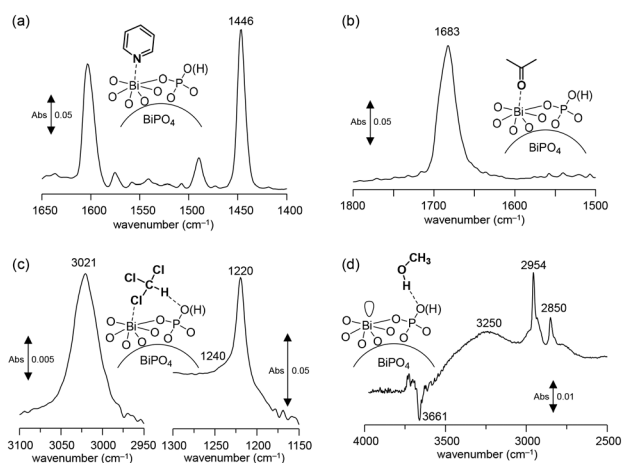 (a)
1446
N
Bi
O
P
O(H)
O
O
O
O
O
O
BiPO4
Abs
0.05
1650
1600
1550
1500
1450
1400
wavenumber (cm–1)
(b)
1683
O
Bi
O
P
O(H)
O
O
O
O
O
O
BiPO4
Abs
0.05
1800
1700
1600
1500
wavenumber (cm–1)
(c)
3021
Cl
Cl
C
H
Cl
O(H)
Bi
O
P
O
O
O
O
O
O
BiPO4
1220
1240
Abs
0.005
Abs
0.05
3100
3050
3000
2950
1300
1250
1200
1150
wavenumber (cm–1)
wavenumber (cm–1)
(d)
O
CH3
H
O(H)
Bi
O
P
O
O
O
O
O
O
BiPO4
2954
2850
3250
3661
Abs
0.01
4000
3500
3000
2500
wavenumber (cm–1)